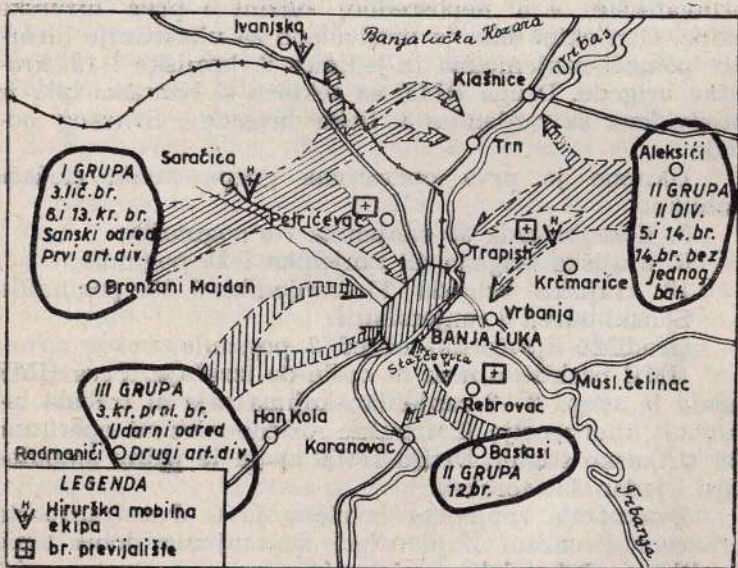 Ivanjska
Banjalučka Kozara
Vrbas
Klašnice
Trn
Saračica
Petrićevac
Trapisti
Krčmarice
Vrbanja
BANJA LUKA
Musl. Čelinac
Rebrovac
Karanovac
Han Kola
Vrbanja
I GRUPA
3.lič. br.
6.i 13. kr. br.
Sanski odred
Prvi art.div.
Bronzani Majdan
Aleksići
II GRUPA
II DIV.
5.i 14. br.
14. br. bez
jednog
bat.
III GRUPA
3. kr. prol. br.
Udarni odred
Radmanići Drugi art.div.
Bastasi
II GRUPA
12.br.
LEGENDA
H Hirurška mobilna
ekipa
br. previjalište